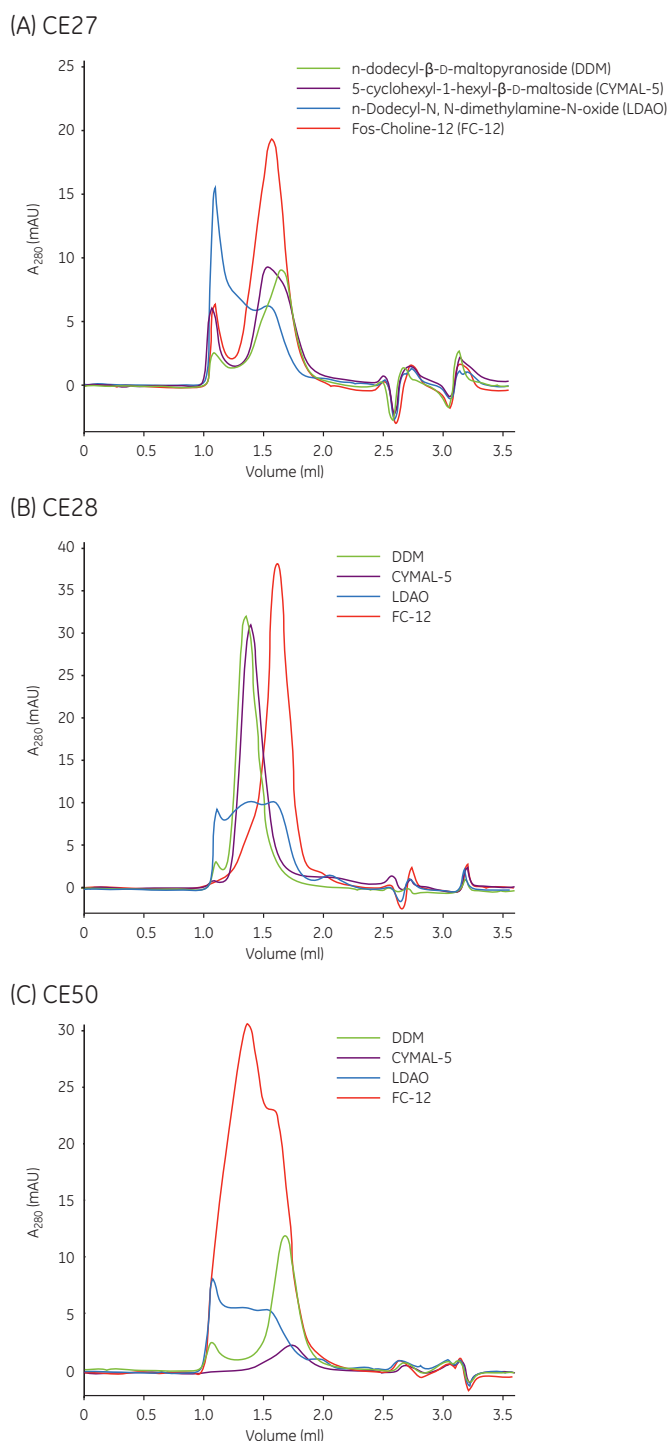 (A) CE27
25
20
15
10
5
0
A280 (mAU)
n-dodecyl-β-D-maltopyranoside (DDM)
5-cyclohexyl-1-hexyl-β-D-maltoside (CYMAL-5)
n-Dodecyl-N, N-dimethylamine-N-oxide (LDAO)
Fos-Choline-12 (FC-12)
0 0.5 1.0 1.5 2.0 2.5 3.0 3.5
Volume (ml)
(B) CE28
40
35
30
25
20
15
10
5
0
A280 (mAU)
DDM
CYMAL-5
LDAO
FC-12
0 0.5 1.0 1.5 2.0 2.5 3.0 3.5
Volume (ml)
(C) CE50
30
25
20
15
10
5
0
A280 (mAU)
DDM
CYMAL-5
LDAO
FC-12
0 0.5 1.0 1.5 2.0 2.5 3.0 3.5
Volume (ml)